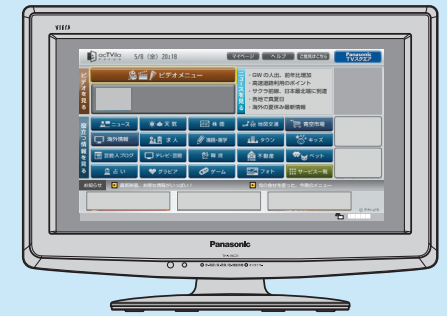 VIErA
acTVila
5/8 (金) 20:18
マイページ
ヘルプ
ご意見はこちら
Panasonic
TVスクエア
ビデオを見る
ビデオメニュー
ニュースを見る
・GW の人出、前年比増加
・高速道路利用のポイント
・サクラ前線、日本最北端に到達
・各地で真夏日
・海外の夏休み最新情報
役立つ情報を見る
ニュース
天 気
株 価
地図交通
青空市場
海外情報
求 人
進路・進学
タウン
キッズ
芸能人ブログ
テレビ・芸能
競 技
不動産
ペット
占 い
グラビア
ゲーム
フォト
サービス一覧
お知らせ
Panasonic